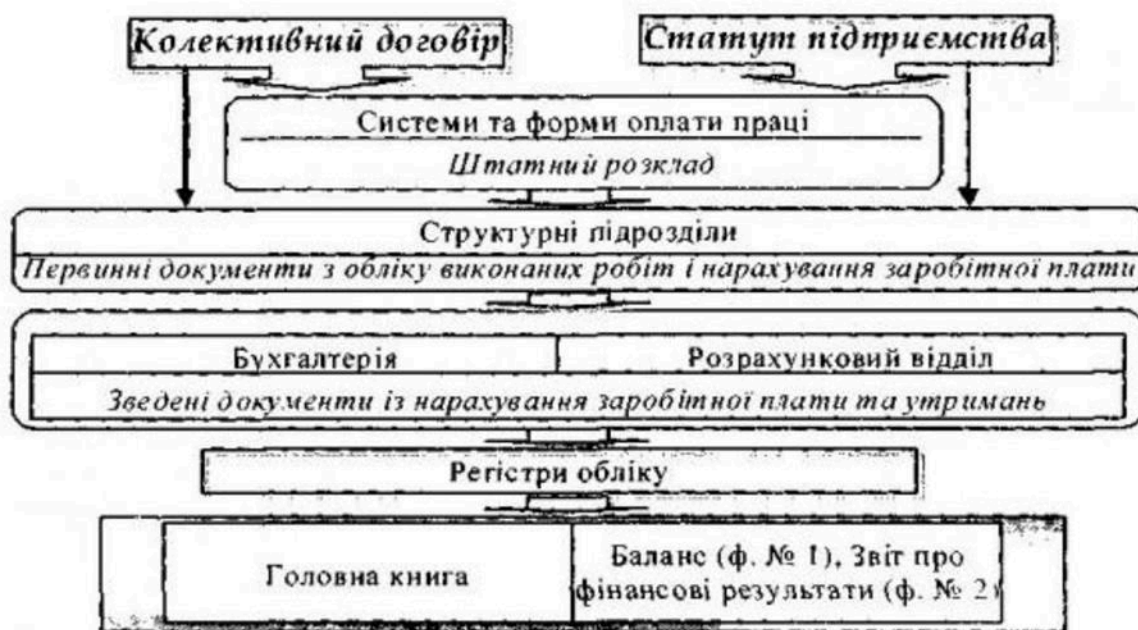 Колективний договір
Статут підприємства
Системи та форми оплати праці
Штатний розклад
Структурні підрозділи
Первинні документи з обліку виконаних робіт і нарахування заробітної плати
Бухгалтерія
Розрахунковий відділ
Зведені документи із нарахування заробітної плати та утримань
Регістри обліку
Головна книга
Баланс (ф. № 1), Звіт про
фінансові результати (ф. № 2)